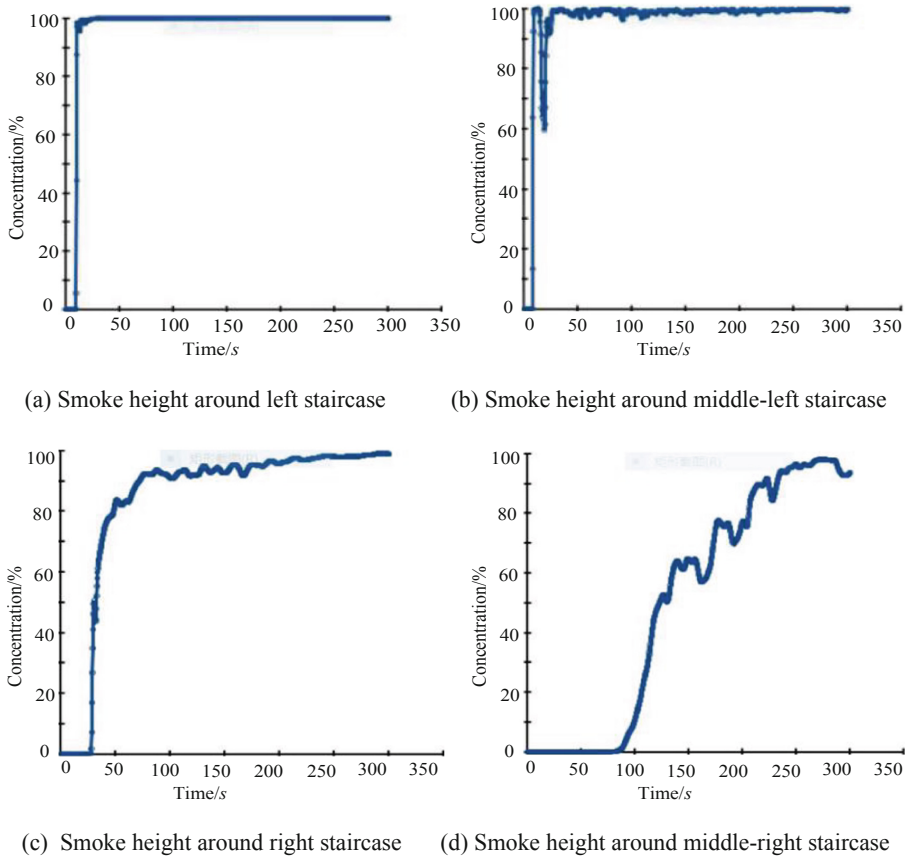 100
80
60
40
20
0
Concentration/%
0 50 100 150 200 250 300 350
Time/s
(a) Smoke height around left staircase
100
80
60
40
20
0
Concentration/%
0 50 100 150 200 250 300 350
Time/s
(b) Smoke height around middle-left staircase
100
80
60
40
20
0
Concentration/%
矩形截图(R)
0 50 100 150 200 250 300 350
Time/s
(c) Smoke height around right staircase
100
80
60
40
20
0
Concentration/%
0 50 100 150 200 250 300 350
Time/s
(d) Smoke height around middle-right staircase